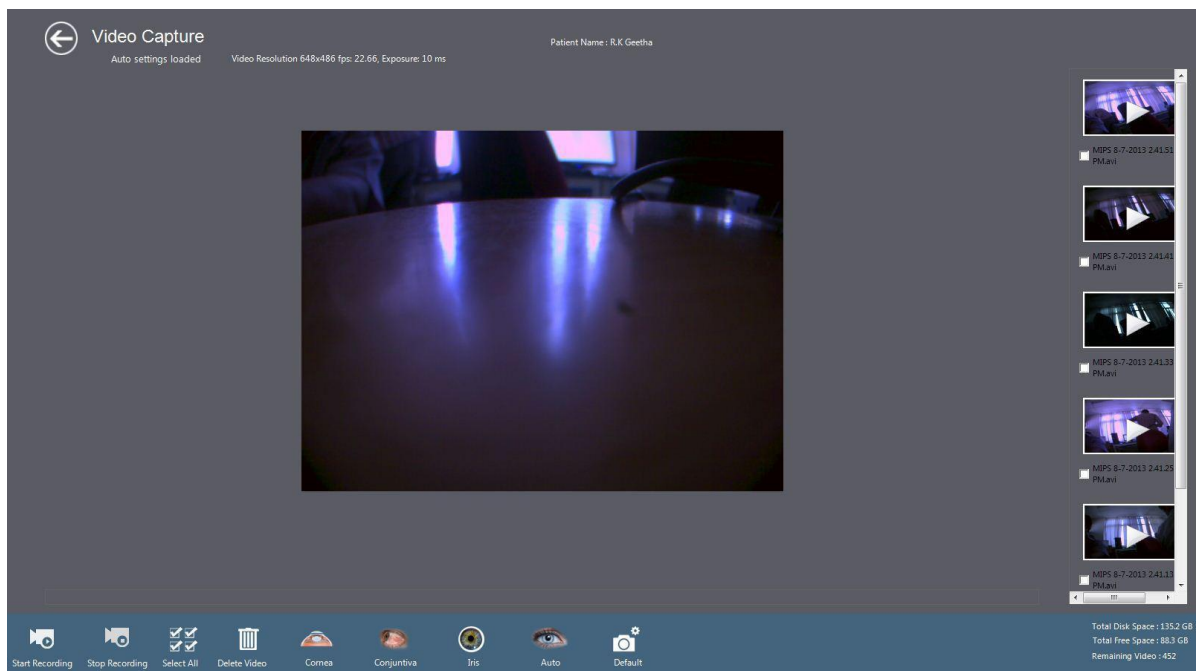 Video Capture
Auto settings loaded
Video Resolution 648x486 fps: 22.66, Exposure: 10 ms
Patient Name : R.K Geetha
MIPS 8-7-2013 2.41.51
PM.avi
MIPS 8-7-2013 2.41.41
PM.avi
MIPS 8-7-2013 2.41.33
PM.avi
MIPS 8-7-2013 2.41.25
PM.avi
MIPS 8-7-2013 2.41.13
PM.avi
Start Recording
Stop Recording
Select All
Delete Video
Cornea
Conjuntiva
Iris
Auto
Default
Total Disk Space : 135.2 GB
Total Free Space : 88.3 GB
Remaining Video : 452